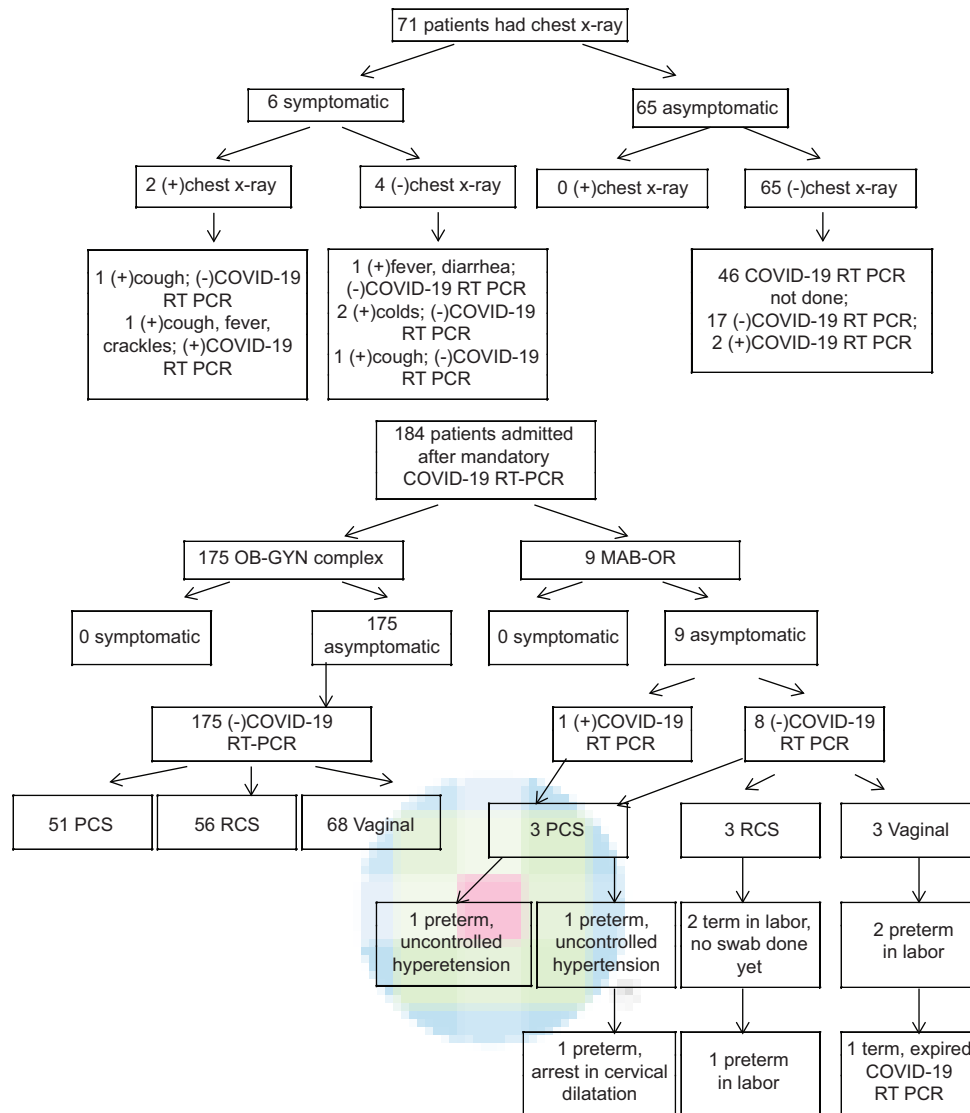 71 patients had chest x-ray
6 symptomatic
65 asymptomatic
2 (+)chest x-ray
4 (-)chest x-ray
0 (+)chest x-ray
65 (-)chest x-ray
1 (+)cough; (-)COVID-19
RT PCR
1 (+)cough, fever,
crackles; (+)COVID-19
RT PCR
1 (+)fever, diarrhea;
(-)COVID-19 RT PCR
2 (+)colds; (-)COVID-19
RT PCR
1 (+)cough; (-)COVID-19
RT PCR
46 COVID-19 RT PCR
not done;
17 (-)COVID-19 RT PCR;
2 (+)COVID-19 RT PCR
184 patients admitted
after mandatory
COVID-19 RT-PCR
175 OB-GYN complex
9 MAB-OR
0 symptomatic
175
asymptomatic
0 symptomatic
9 asymptomatic
175 (-)COVID-19
RT-PCR
1 (+)COVID-19
RT PCR
8 (-)COVID-19
RT PCR
51 PCS
56 RCS
68 Vaginal
3 PCS
3 RCS
3 Vaginal
1 preterm,
uncontrolled
hyperetension
1 preterm,
uncontrolled
hypertension
2 term in labor,
no swab done
yet
2 preterm
in labor
1 preterm,
arrest in cervical
dilatation
1 preterm
in labor
1 term, expired
COVID-19
RT PCR